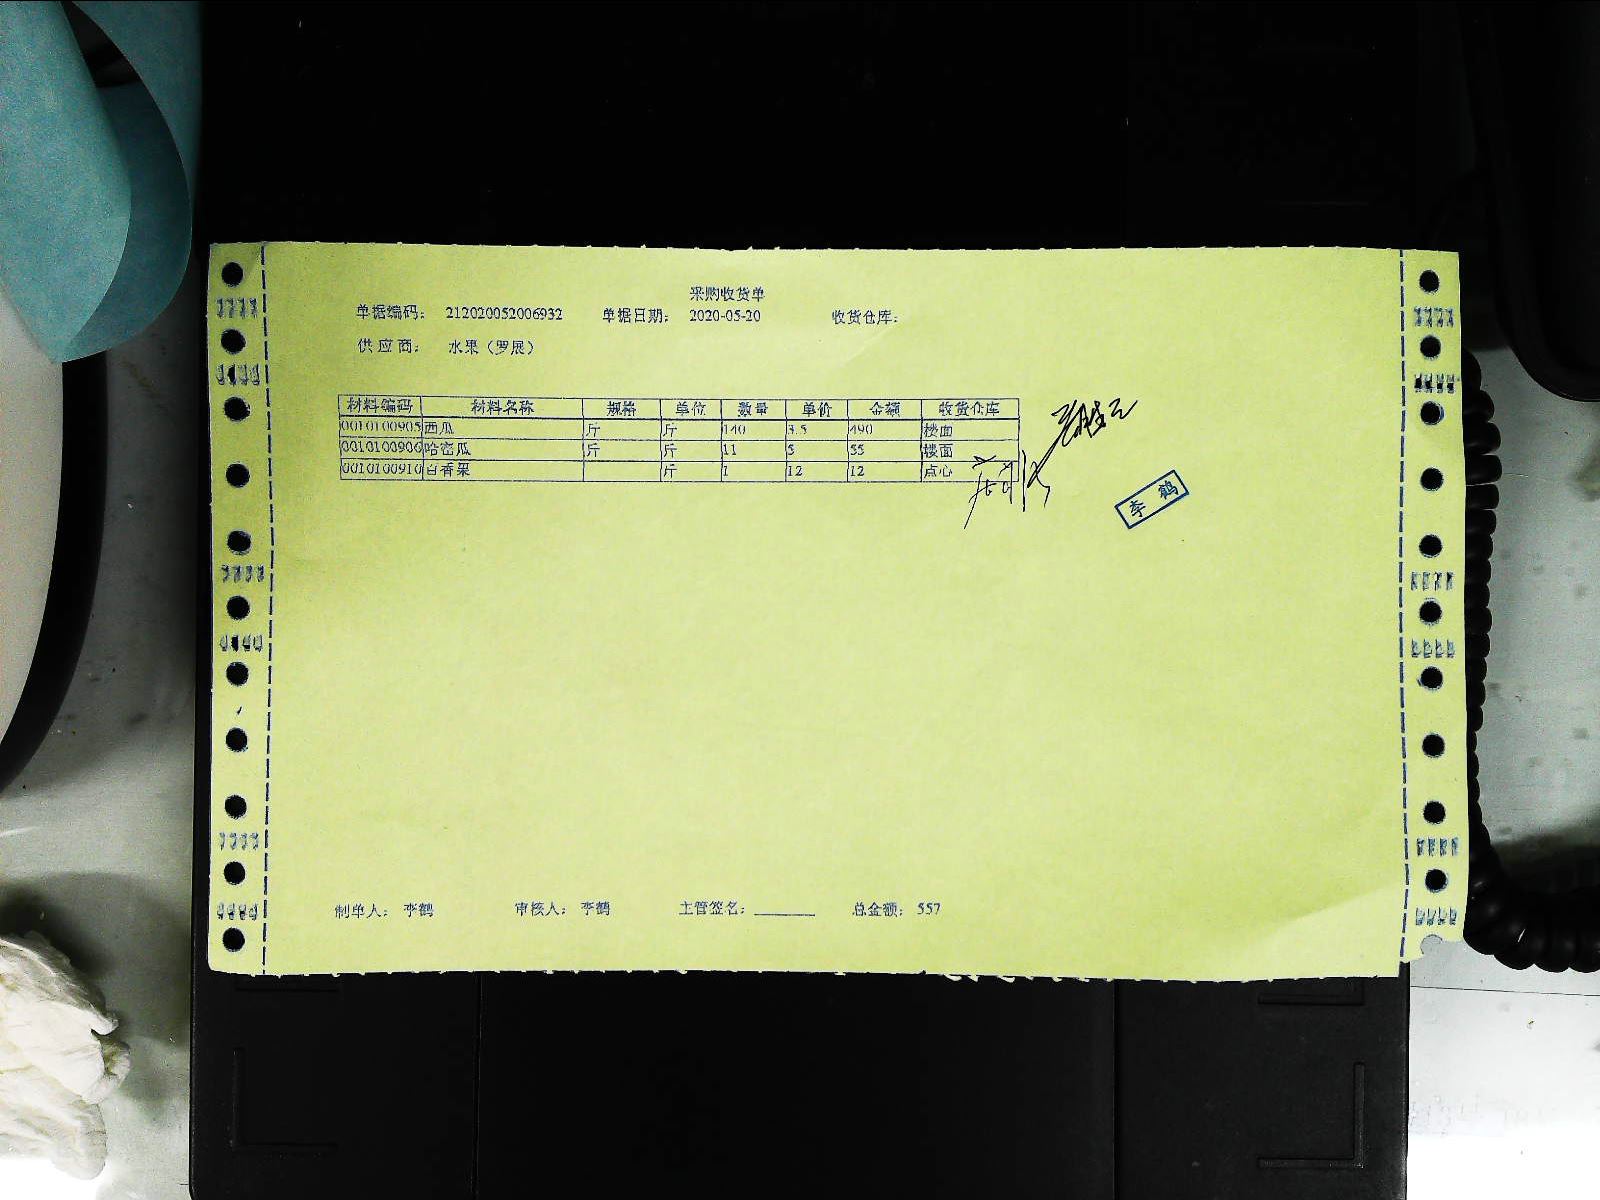 采购收货单
单据编码： 212020052006932 单据日期： 2020-05-20 收货仓库：
供应商： 水果（罗展）
材料编码 材料名称 规格 单位 数量 单价 金额 收货仓库
0010100905 西瓜 斤 斤 140 3.5 490 楼面
0010100906 哈密瓜 斤 斤 11 5 55 楼面
0010100910 百香果 斤 1 12 12 点心
李鹤
制单人： 李鹤 审核人： 李鹤 主管签名：______ 总金额： 557